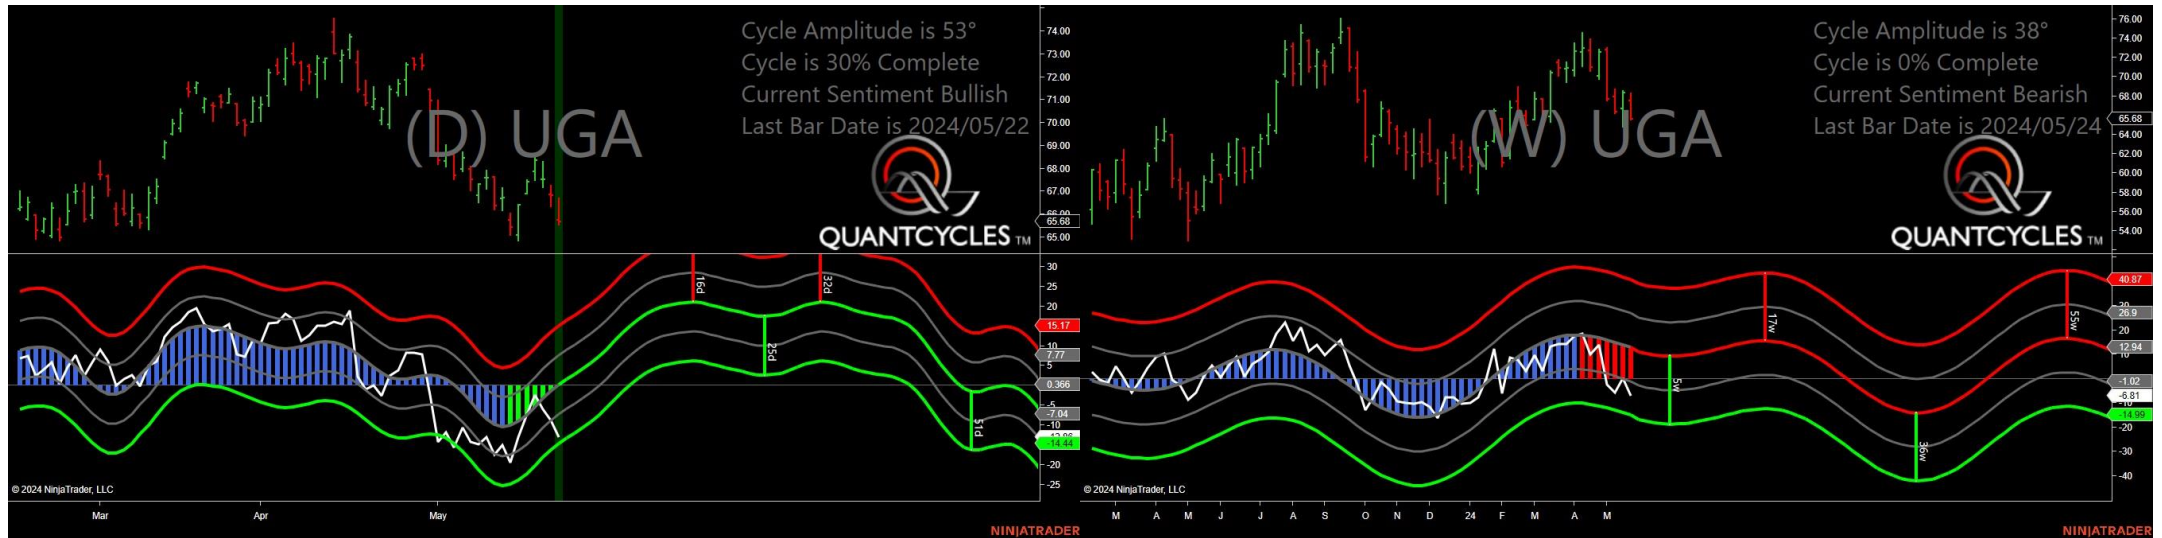 Cycle Amplitude is 53°
Cycle is 30% Complete
Current Sentiment Bullish
Last Bar Date is 2024/05/22
(D) UGA
QUANTCYCLES TM
74.00
73.00
72.00
71.00
70.00
69.00
68.00
67.00
66.00
65.68
65.00
30
20
15.17
10
7.77
5
0.366
-5
-7.04
-10
-14.44
-20
-25
16d
32d
25d
51d
© 2024 NinjaTrader, LLC
Mar Apr May
NINJATRADER
Cycle Amplitude is 38°
Cycle is 0% Complete
Current Sentiment Bearish
Last Bar Date is 2024/05/24
(W) UGA
QUANTCYCLES TM
76.00
74.00
72.00
70.00
68.00
65.68
64.00
62.00
60.00
58.00
56.00
54.00
40.87
26.9
20
12.94
-1.02
-6.81
-14.99
-20
-30
-40
17w
55w
5w
36w
© 2024 NinjaTrader, LLC
M A M J J A S O N D 24 F M A M
NINJATRADER